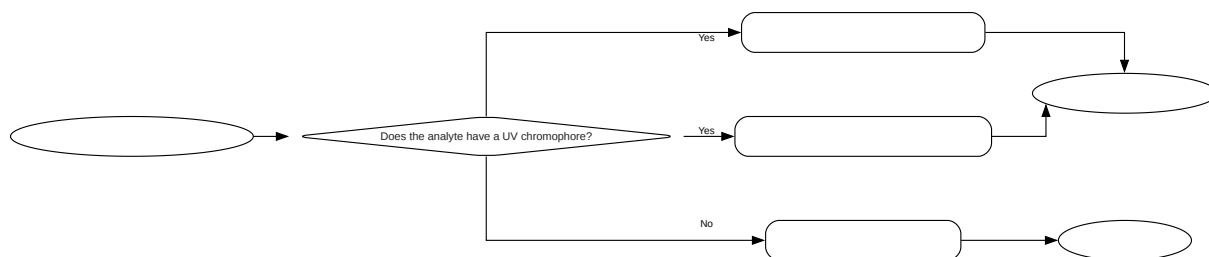 Yes
Does the analyte have a UV chromophore?
Yes
No